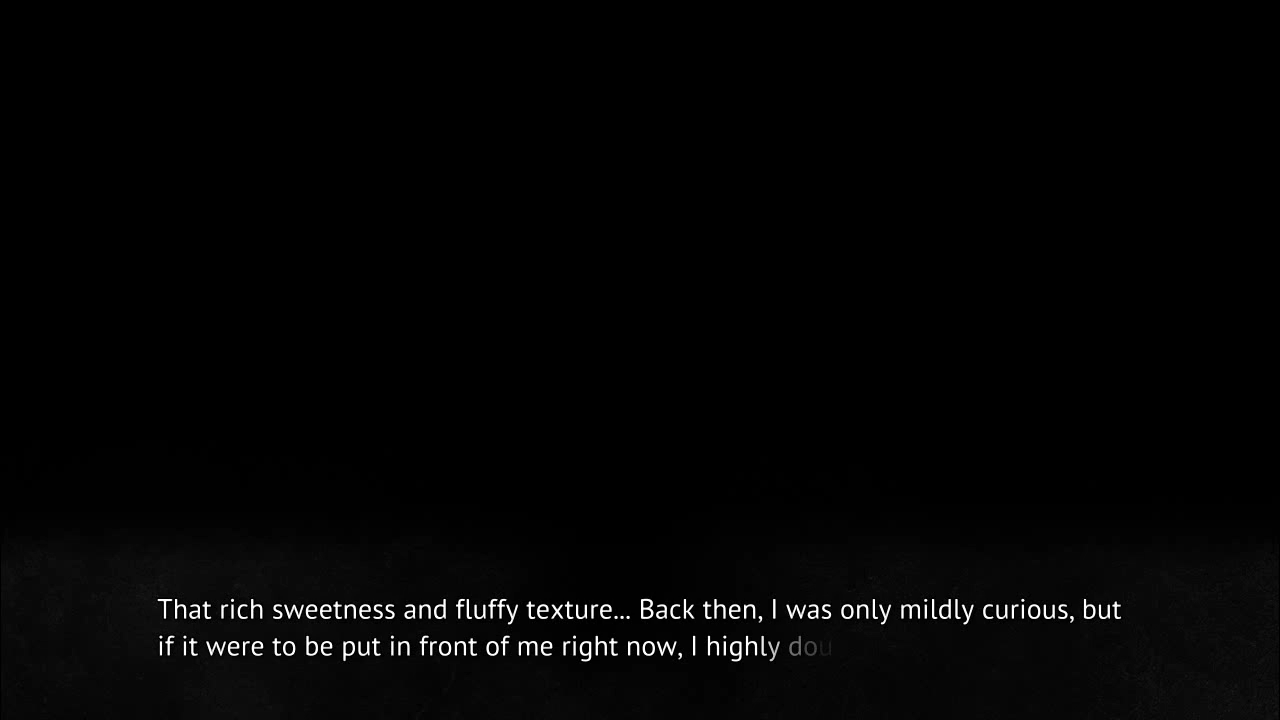 That rich sweetness and fluffy texture... Back then, I was only mildly curious, but
if it were to be put in front of me right now, I highly dou